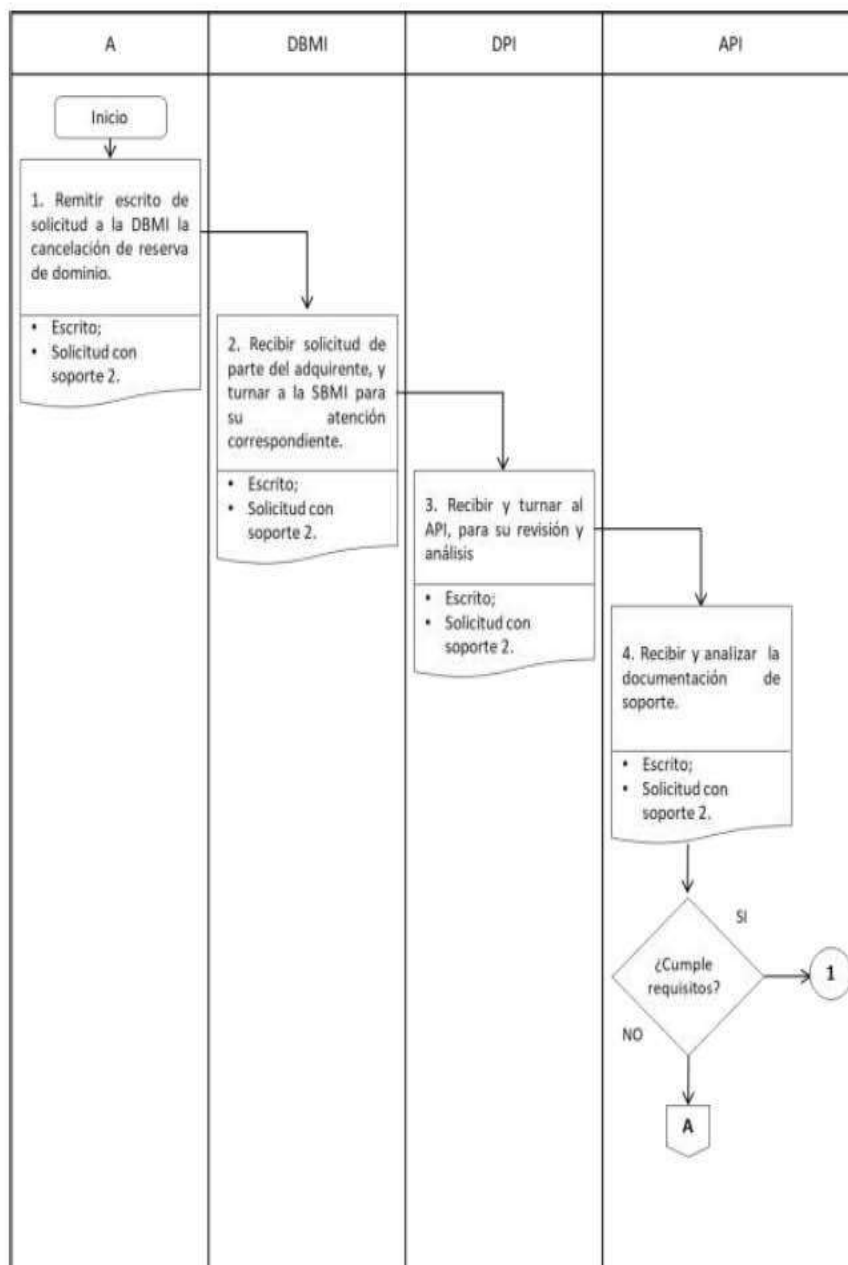 A
DBMI
DPI
API
Inicio
1. Remitir escrito de
solicitud a la DBMI la
cancelación de reserva
de dominio.
• Escrito;
• Solicitud con
soporte 2.
2. Recibir solicitud de
parte del adquirente, y
turnar a la SBMI para
su atención
correspondiente.
• Escrito;
• Solicitud con
soporte 2.
3. Recibir y turnar al
API, para su revisión y
análisis
• Escrito;
• Solicitud con
soporte 2.
4. Recibir y analizar la
documentación de
soporte.
• Escrito;
• Solicitud con
soporte 2.
SI
¿Cumple
requisitos?
1
NO
A